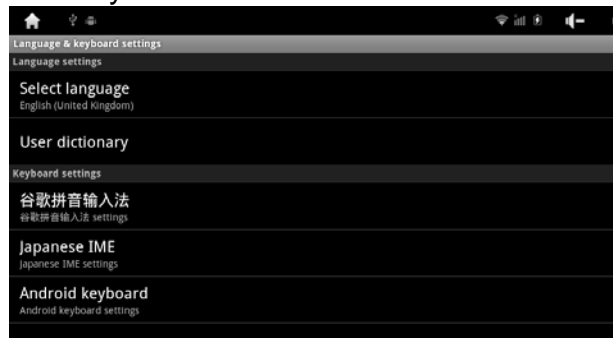 Language & keyboard settings
Language settings
Select language
English (United Kingdom)
User dictionary
Keyboard settings
谷歌拼音输入法
谷歌拼音输入法 settings
Japanese IME
Japanese IME settings
Android keyboard
Android keyboard settings